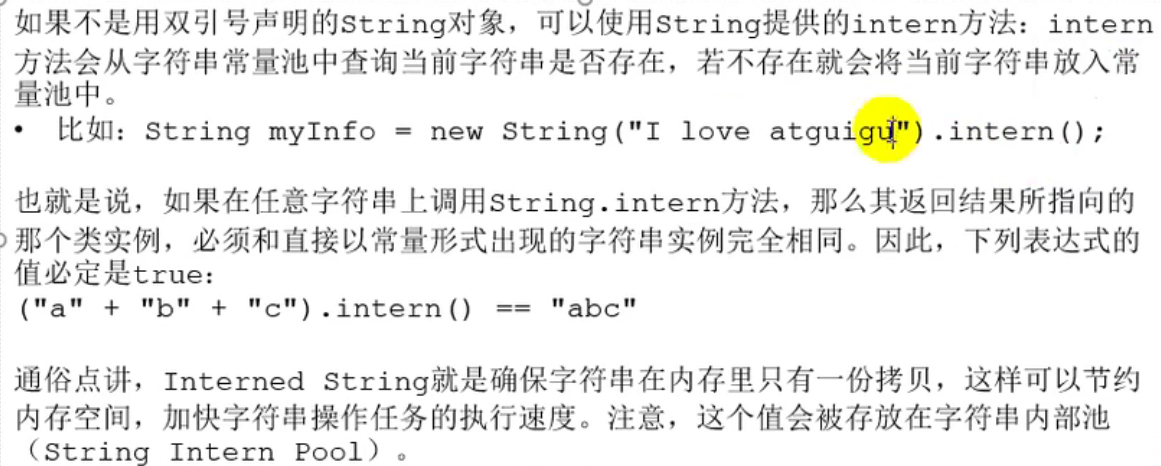 如果不是用双引号声明的String对象，可以使用String提供的intern方法：intern
方法会从字符串常量池中查询当前字符串是否存在，若不存在就会将当前字符串放入常
量池中。
• 比如：String myInfo = new String("I love atguigu").intern();
也就是说，如果在任意字符串上调用String.intern方法，那么其返回结果所指向的
那个类实例，必须和直接以常量形式出现的字符串实例完全相同。因此，下列表达式的
值必定是true：
("a" + "b" + "c").intern() == "abc"
通俗点讲，Interned String就是确保字符串在内存里只有一份拷贝，这样可以节约
内存空间，加快字符串操作任务的执行速度。注意，这个值会被存放在字符串内部池
（String Intern Pool）。